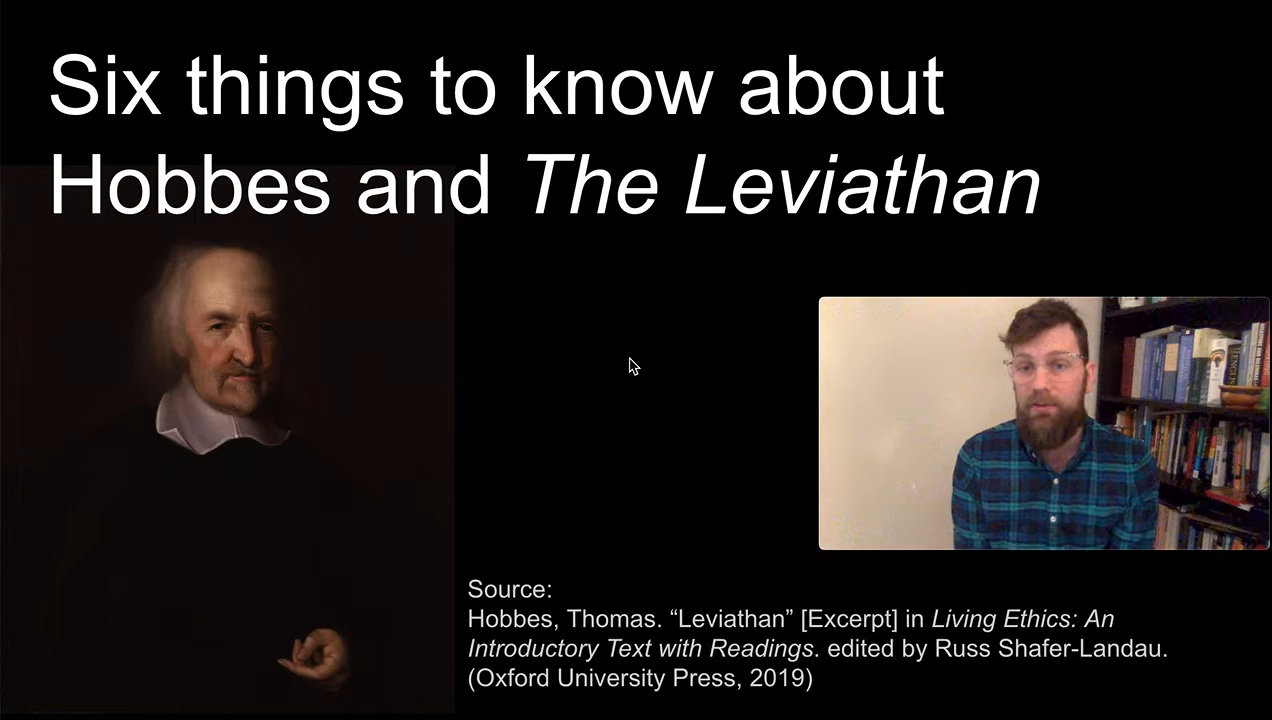 Six things to know about
Hobbes and The Leviathan
Source:
Hobbes, Thomas. “Leviathan” [Excerpt] in Living Ethics: An
Introductory Text with Readings. edited by Russ Shafer-Landau.
(Oxford University Press, 2019)